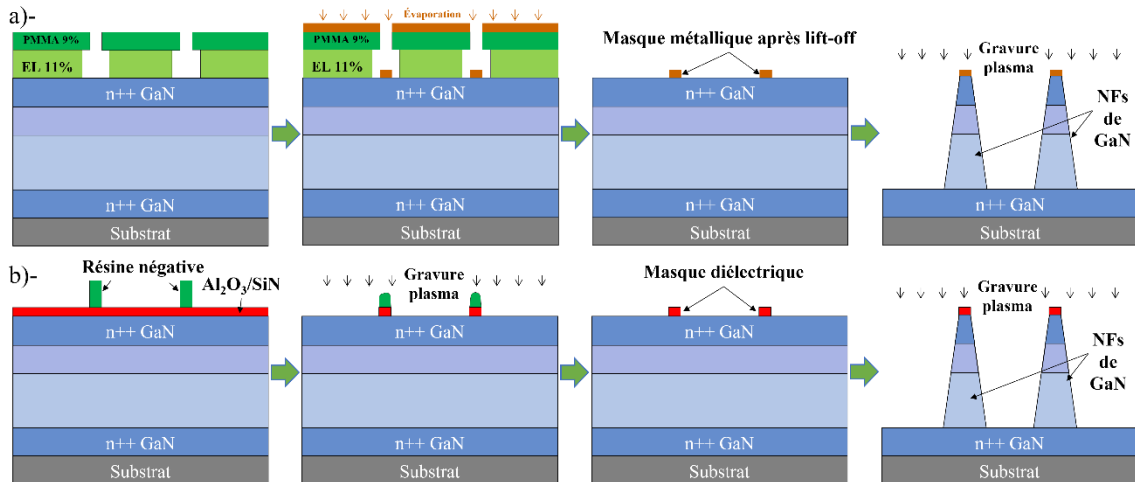 a)-
PMMA 9%
EL 11%
n++ GaN
n++ GaN
Substrat
Évaporation
PMMA 9%
EL 11%
n++ GaN
n++ GaN
Substrat
Masque métallique après lift-off
n++ GaN
n++ GaN
Substrat
Gravure
plasma
NFs
de
GaN
n++ GaN
Substrat
b)-
Résine négative
Al₂O₃/SiN
n++ GaN
n++ GaN
Substrat
Gravure
plasma
n++ GaN
n++ GaN
Substrat
Masque diélectrique
n++ GaN
n++ GaN
Substrat
Gravure
plasma
NFs
de
GaN
n++ GaN
Substrat